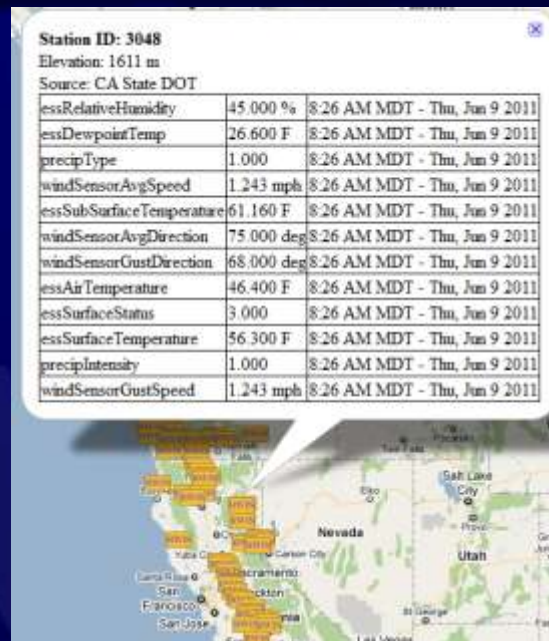 Station ID: 3048
Elevation: 1611 m
Source: CA State DOT
essRelativeHumidity 45.000 % 8:26 AM MDT - Thu, Jun 9 2011
essDewpointTemp 26.600 F 8:26 AM MDT - Thu, Jun 9 2011
precipType 1.000 8:26 AM MDT - Thu, Jun 9 2011
windSensorAvgSpeed 1.243 mph 8:26 AM MDT - Thu, Jun 9 2011
essSubSurfaceTemperature 61.160 F 8:26 AM MDT - Thu, Jun 9 2011
windSensorAvgDirection 75.000 deg 8:26 AM MDT - Thu, Jun 9 2011
windSensorGustDirection 68.000 deg 8:26 AM MDT - Thu, Jun 9 2011
essAirTemperature 46.400 F 8:26 AM MDT - Thu, Jun 9 2011
essSurfaceStatus 3.000 8:26 AM MDT - Thu, Jun 9 2011
essSurfaceTemperature 56.300 F 8:26 AM MDT - Thu, Jun 9 2011
precipIntensity 1.000 8:26 AM MDT - Thu, Jun 9 2011
windSensorGustSpeed 1.243 mph 8:26 AM MDT - Thu, Jun 9 2011
Twin Falls
Salt Lake
Elko City
Provo
Nevada
Yuba Carson City Utah
Santa Rosa
San
Francisco
San Jose St George
Las Vegas